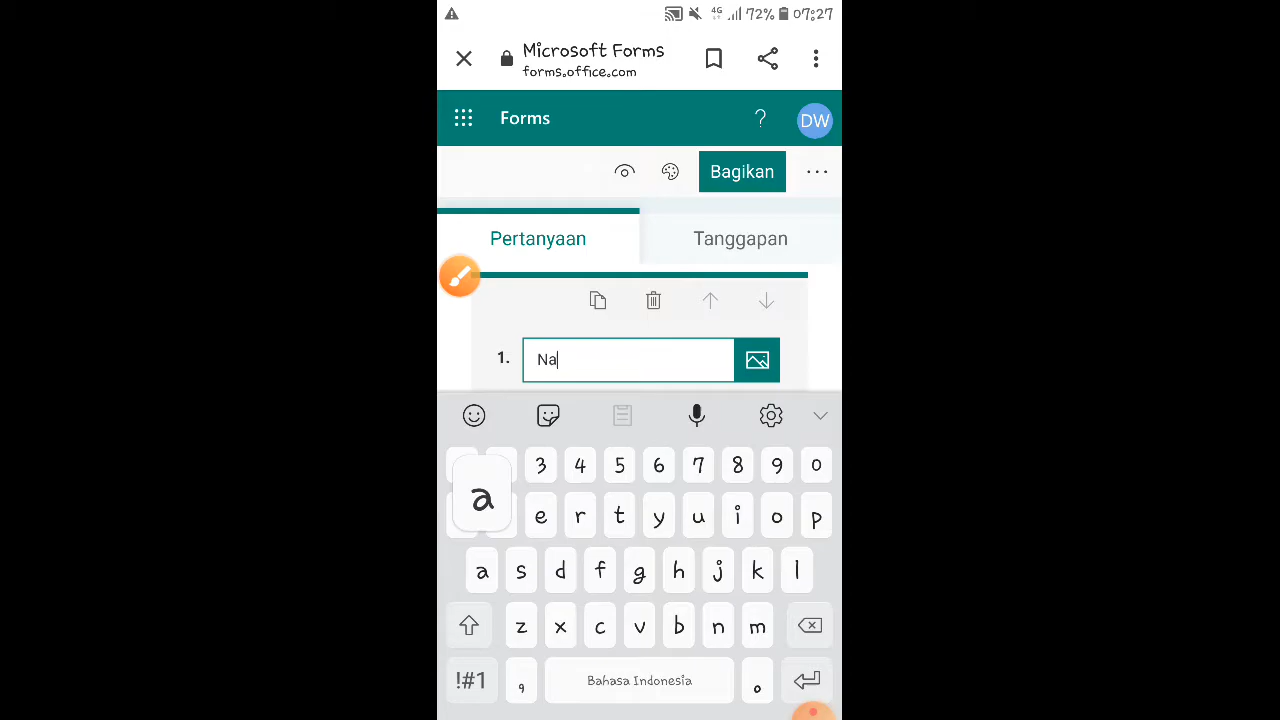 4G 72% 07:27
Microsoft Forms
forms.office.com
Forms ? DW
Bagikan ...
Pertanyaan Tanggapan
1. Na
3 4 5 6 7 8 9 0
a
e r t y u i o p
a s d f g h j k l
z x c v b n m
!#1 , Bahasa Indonesia .